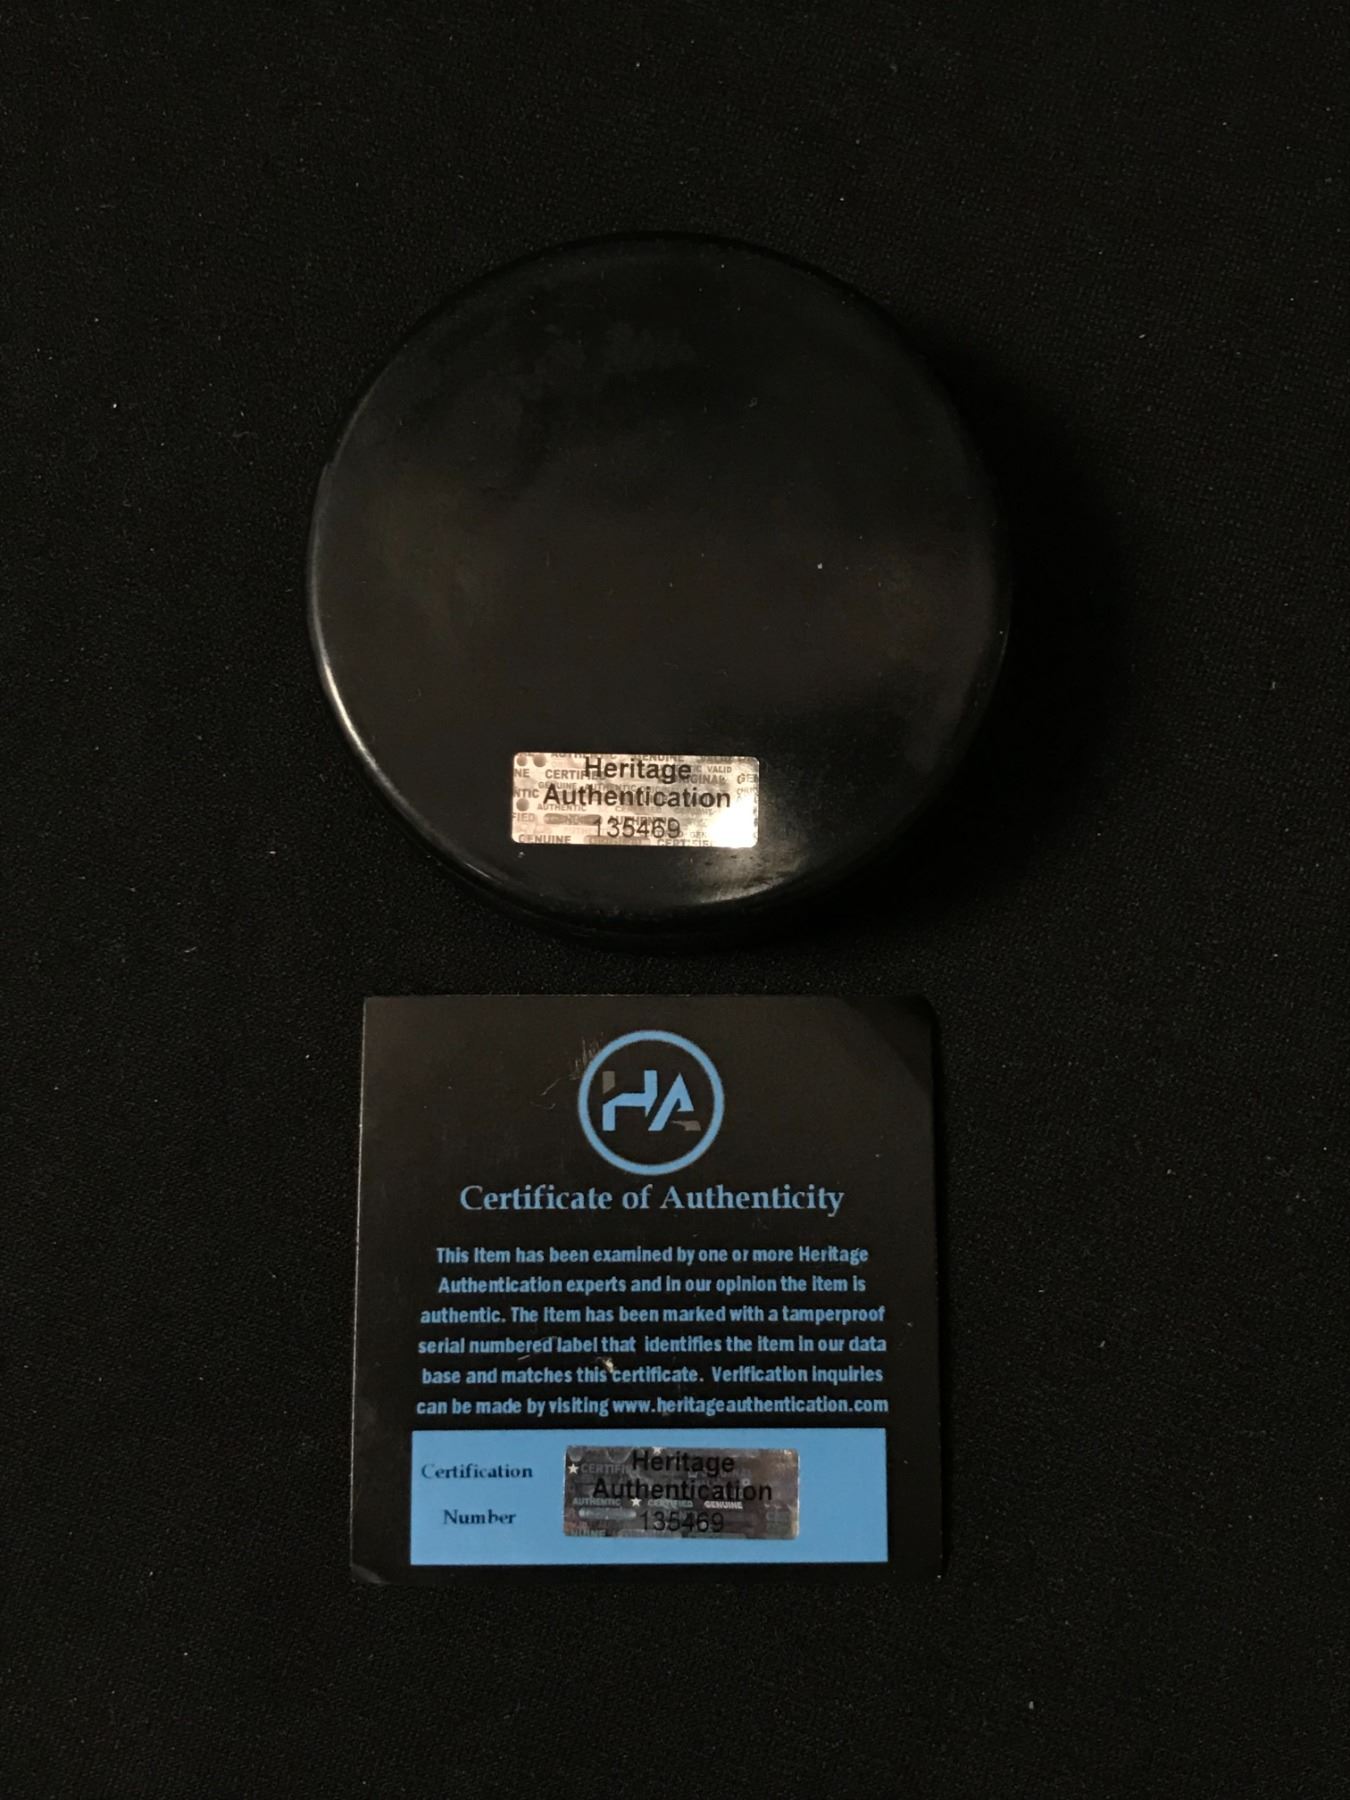 Heritage
Authentication
135469
HA
Certificate of Authenticity
This Item has been examined by one or more Heritage
Authentication experts and in our opinion the item is
authentic. The Item has been marked with a tamperproof
serial numbered label that identifies the item in our data
base and matches this certificate. Verification inquiries
can be made by visiting www.heritageauthentication.com
Certification
Number
Heritage
Authentication
135469